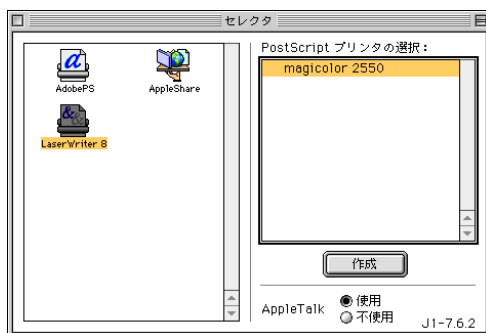 セレクタ
PostScript プリンタの選択：
magicolor 2550
AdobePS
AppleShare
LaserWriter 8
作成
AppleTalk
使用
不使用
J1-7.6.2